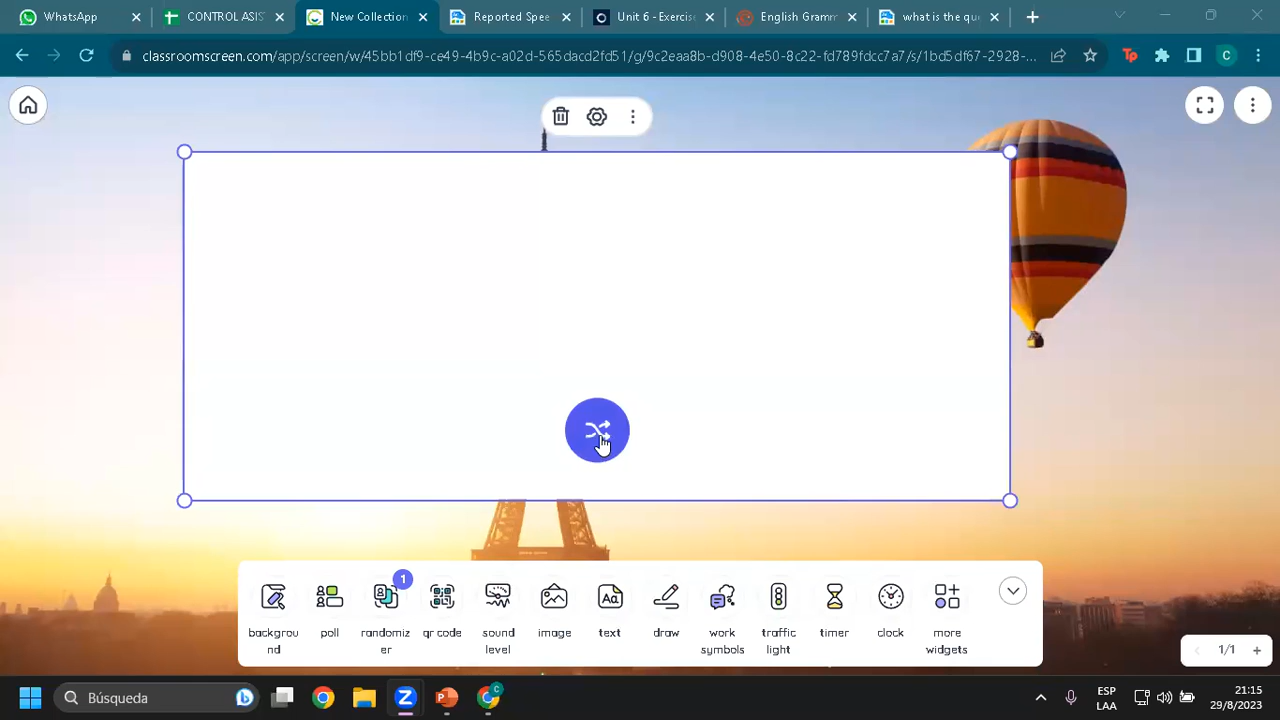 WhatsApp
CONTROL ASIS
New Collection
Reported Spee
Unit 6 - Exercise
English Gramm
what is the qu
classroomscreen.com/app/screen/w/45bb1df9-ce49-4b9c-a02d-565dacd2fd51/g/9c2eaa8b-d908-4e50-8c22-fd789fdcc7a7/s/1bd5df67-2928-...
Tp
C
1
backgrou
nd
poll
randomiz
er
qr code
sound
level
image
text
draw
work
symbols
traffic
light
timer
clock
more
widgets
1/1
Búsqueda
ESP
LAA
21:15
29/8/2023